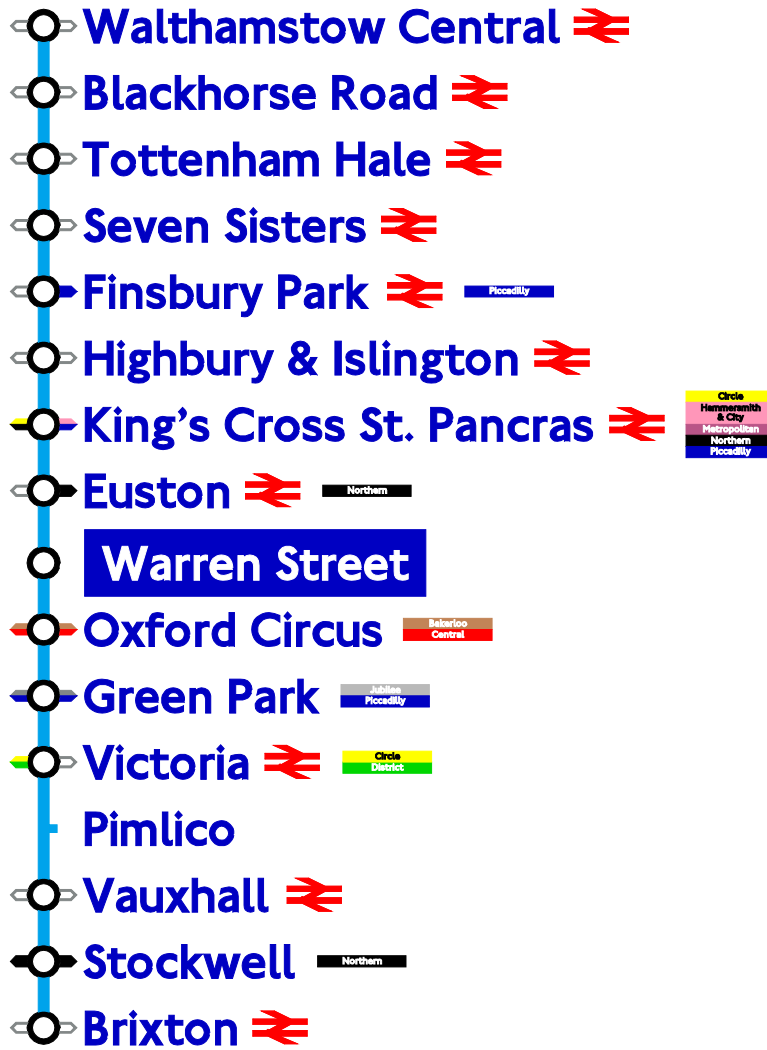 Walthamstow Central
Blackhorse Road
Tottenham Hale
Seven Sisters
Finsbury Park Piccadilly
Highbury & Islington
King's Cross St. Pancras Circle
Hammersmith
& City
Metropolitan
Northern
Piccadilly
Euston Northern
Warren Street
Oxford Circus Bakerloo
Central
Green Park Jubilee
Piccadilly
Victoria Circle
District
Pimlico
Vauxhall
Stockwell Northern
Brixton